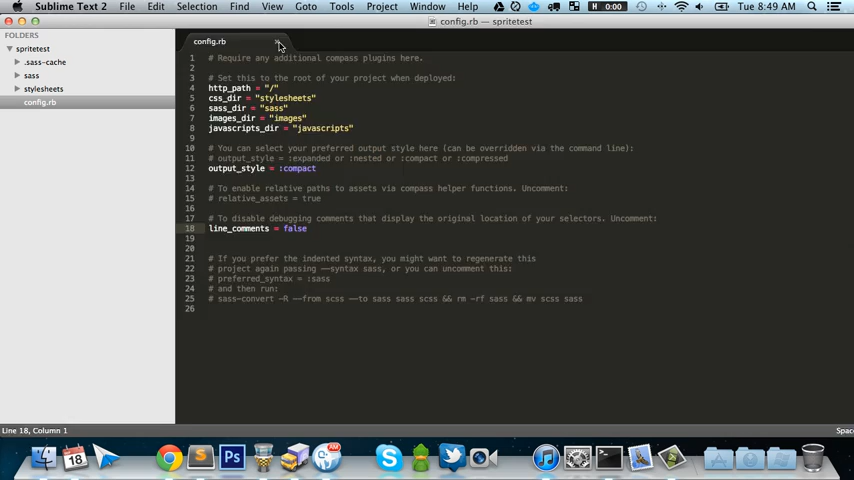 Sublime Text 2 File Edit Selection Find View Goto Tools Project Window Help H 0:00 Tue 8:49 AM
config.rb — spritetest
FOLDERS
spritetest
.sass-cache
sass
stylesheets
config.rb
config.rb
1 # Require any additional compass plugins here.
2
3 # Set this to the root of your project when deployed:
4 http_path = "/"
5 css_dir = "stylesheets"
6 sass_dir = "sass"
7 images_dir = "images"
8 javascripts_dir = "javascripts"
9
10 # You can select your preferred output style here (can be overridden via the command line):
11 # output_style = :expanded or :nested or :compact or :compressed
12 output_style = :compact
13
14 # To enable relative paths to assets via compass helper functions. Uncomment:
15 # relative_assets = true
16
17 # To disable debugging comments that display the original location of your selectors. Uncomment:
18 line_comments = false
19
20
21 # If you prefer the indented syntax, you might want to regenerate this
22 # project again passing --syntax sass, or you can uncomment this:
23 # preferred_syntax = :sass
24 # and then run:
25 # sass-convert -R --from scss --to sass sass scss && rm -rf sass && mv scss sass
26
Line 18, Column 1
Spac
18
Ps